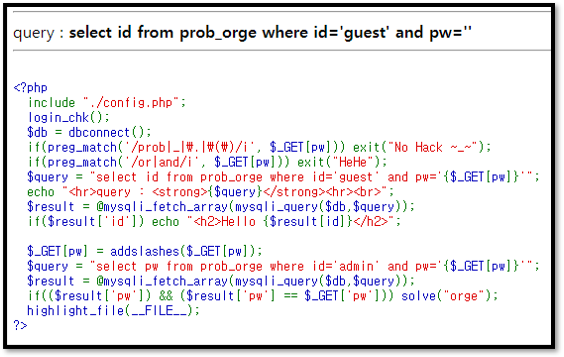 query : select id from prob_orge where id='guest' and pw=''
<?php
include "./config.php";
login_chk();
$db = dbconnect();
if(preg_match('/prob|_|₩.|₩(₩)/i', $_GET[pw])) exit("No Hack ~_~");
if(preg_match('/or|and/i', $_GET[pw])) exit("HeHe");
$query = "select id from prob_orge where id='guest' and pw='{$_GET[pw]}'";
echo "<hr>query : <strong>{$query}</strong><hr><br>";
$result = @mysqli_fetch_array(mysqli_query($db,$query));
if($result['id']) echo "<h2>Hello {$result[id]}</h2>";
$_GET[pw] = addslashes($_GET[pw]);
$query = "select pw from prob_orge where id='admin' and pw='{$_GET[pw]}'";
$result = @mysqli_fetch_array(mysqli_query($db,$query));
if(($result['pw']) && ($result['pw'] == $_GET['pw'])) solve("orge");
highlight_file(__FILE__);
?>